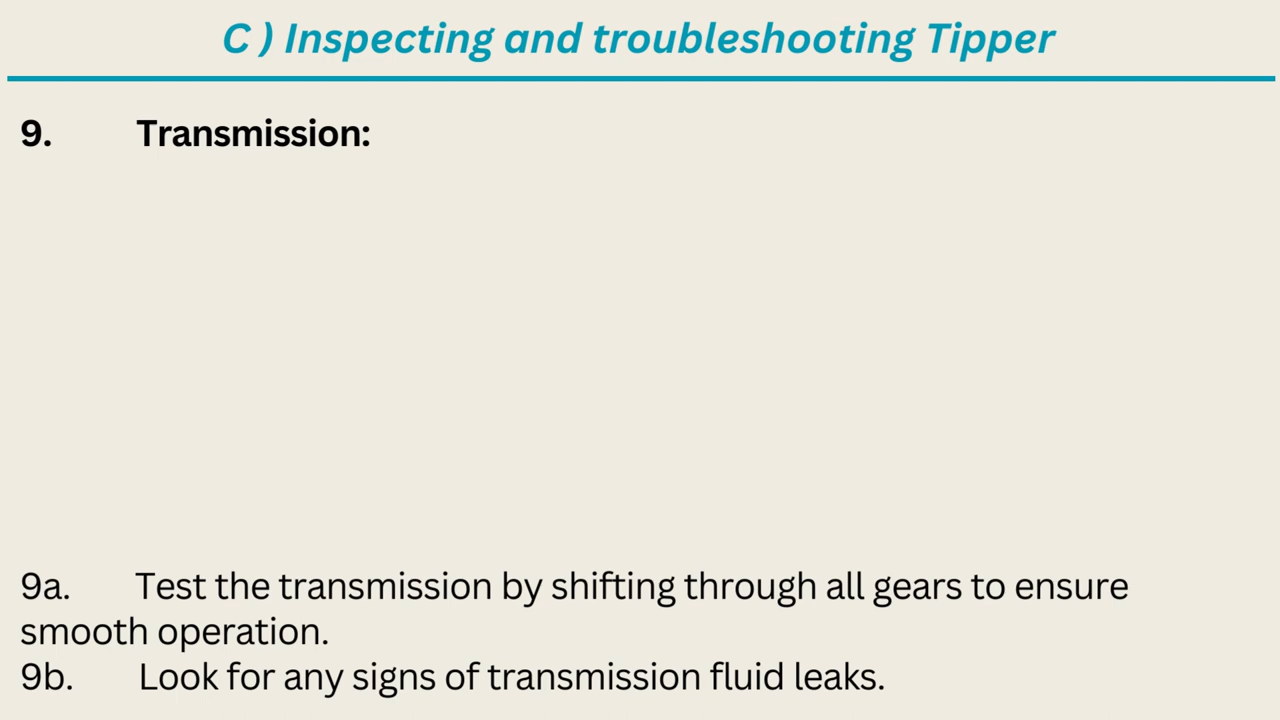 C ) Inspecting and troubleshooting Tipper
9. Transmission:
9a. Test the transmission by shifting through all gears to ensure
smooth operation.
9b. Look for any signs of transmission fluid leaks.